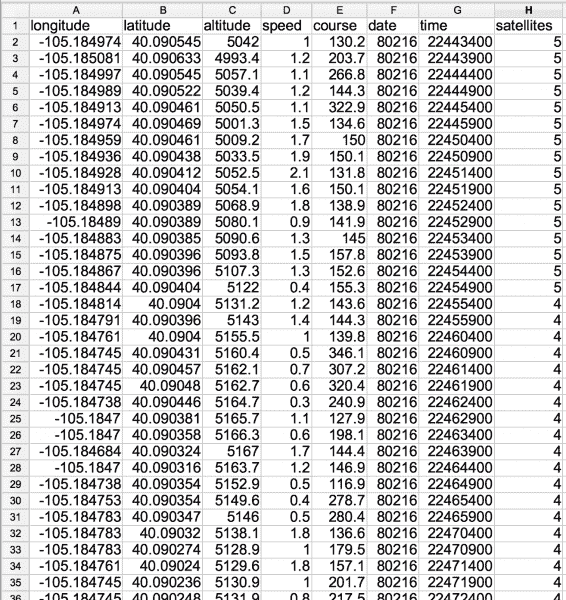 A B C D E F G H
1 longitude latitude altitude speed course date time satellites
2 -105.184974 40.090545 5042 1 130.2 80216 22443400 5
3 -105.185081 40.090633 4993.4 1.2 203.7 80216 22443900 5
4 -105.184997 40.090545 5057.1 1.1 266.8 80216 22444400 5
5 -105.184989 40.090522 5039.4 1.2 144.3 80216 22444900 5
6 -105.184913 40.090461 5050.5 1.1 322.9 80216 22445400 5
7 -105.184974 40.090469 5001.3 1.5 134.6 80216 22445900 5
8 -105.184959 40.090461 5009.2 1.7 150 80216 22450400 5
9 -105.184936 40.090438 5033.5 1.9 150.1 80216 22450900 5
10 -105.184928 40.090412 5052.5 2.1 131.8 80216 22451400 5
11 -105.184913 40.090404 5054.1 1.6 150.1 80216 22451900 5
12 -105.184898 40.090389 5068.9 1.8 138.9 80216 22452400 5
13 -105.18489 40.090389 5080.1 0.9 141.9 80216 22452900 5
14 -105.184883 40.090385 5090.6 1.3 145 80216 22453400 5
15 -105.184875 40.090396 5093.8 1.5 157.8 80216 22453900 5
16 -105.184867 40.090396 5107.3 1.3 152.6 80216 22454400 5
17 -105.184844 40.090404 5122 0.4 155.3 80216 22454900 5
18 -105.184814 40.0904 5131.2 1.2 143.6 80216 22455400 4
19 -105.184791 40.090396 5143 1.4 144.3 80216 22455900 4
20 -105.184761 40.0904 5155.5 1 139.8 80216 22460400 4
21 -105.184745 40.090431 5160.4 0.5 346.1 80216 22460900 4
22 -105.184745 40.090457 5162.1 0.7 307.2 80216 22461400 4
23 -105.184745 40.09048 5162.7 0.6 320.4 80216 22461900 4
24 -105.184738 40.090446 5164.7 0.3 240.9 80216 22462400 4
25 -105.1847 40.090381 5165.7 1.1 127.9 80216 22462900 4
26 -105.1847 40.090358 5166.3 0.6 198.1 80216 22463400 4
27 -105.184684 40.090324 5167 1.7 144.4 80216 22463900 4
28 -105.1847 40.090316 5163.7 1.2 146.9 80216 22464400 4
29 -105.184738 40.090354 5152.9 0.5 116.9 80216 22464900 4
30 -105.184753 40.090354 5149.6 0.4 278.7 80216 22465400 4
31 -105.184783 40.090347 5146 0.5 280.4 80216 22465900 4
32 -105.184783 40.09032 5138.1 1.8 136.6 80216 22470400 4
33 -105.184783 40.090274 5128.9 1 179.5 80216 22470900 4
34 -105.184761 40.09024 5129.6 1.8 157.1 80216 22471400 4
35 -105.184745 40.090236 5130.9 1 201.7 80216 22471900 4
36 -105.184745 40.090248 5131.9 0.8 217.5 80216 22472400 4